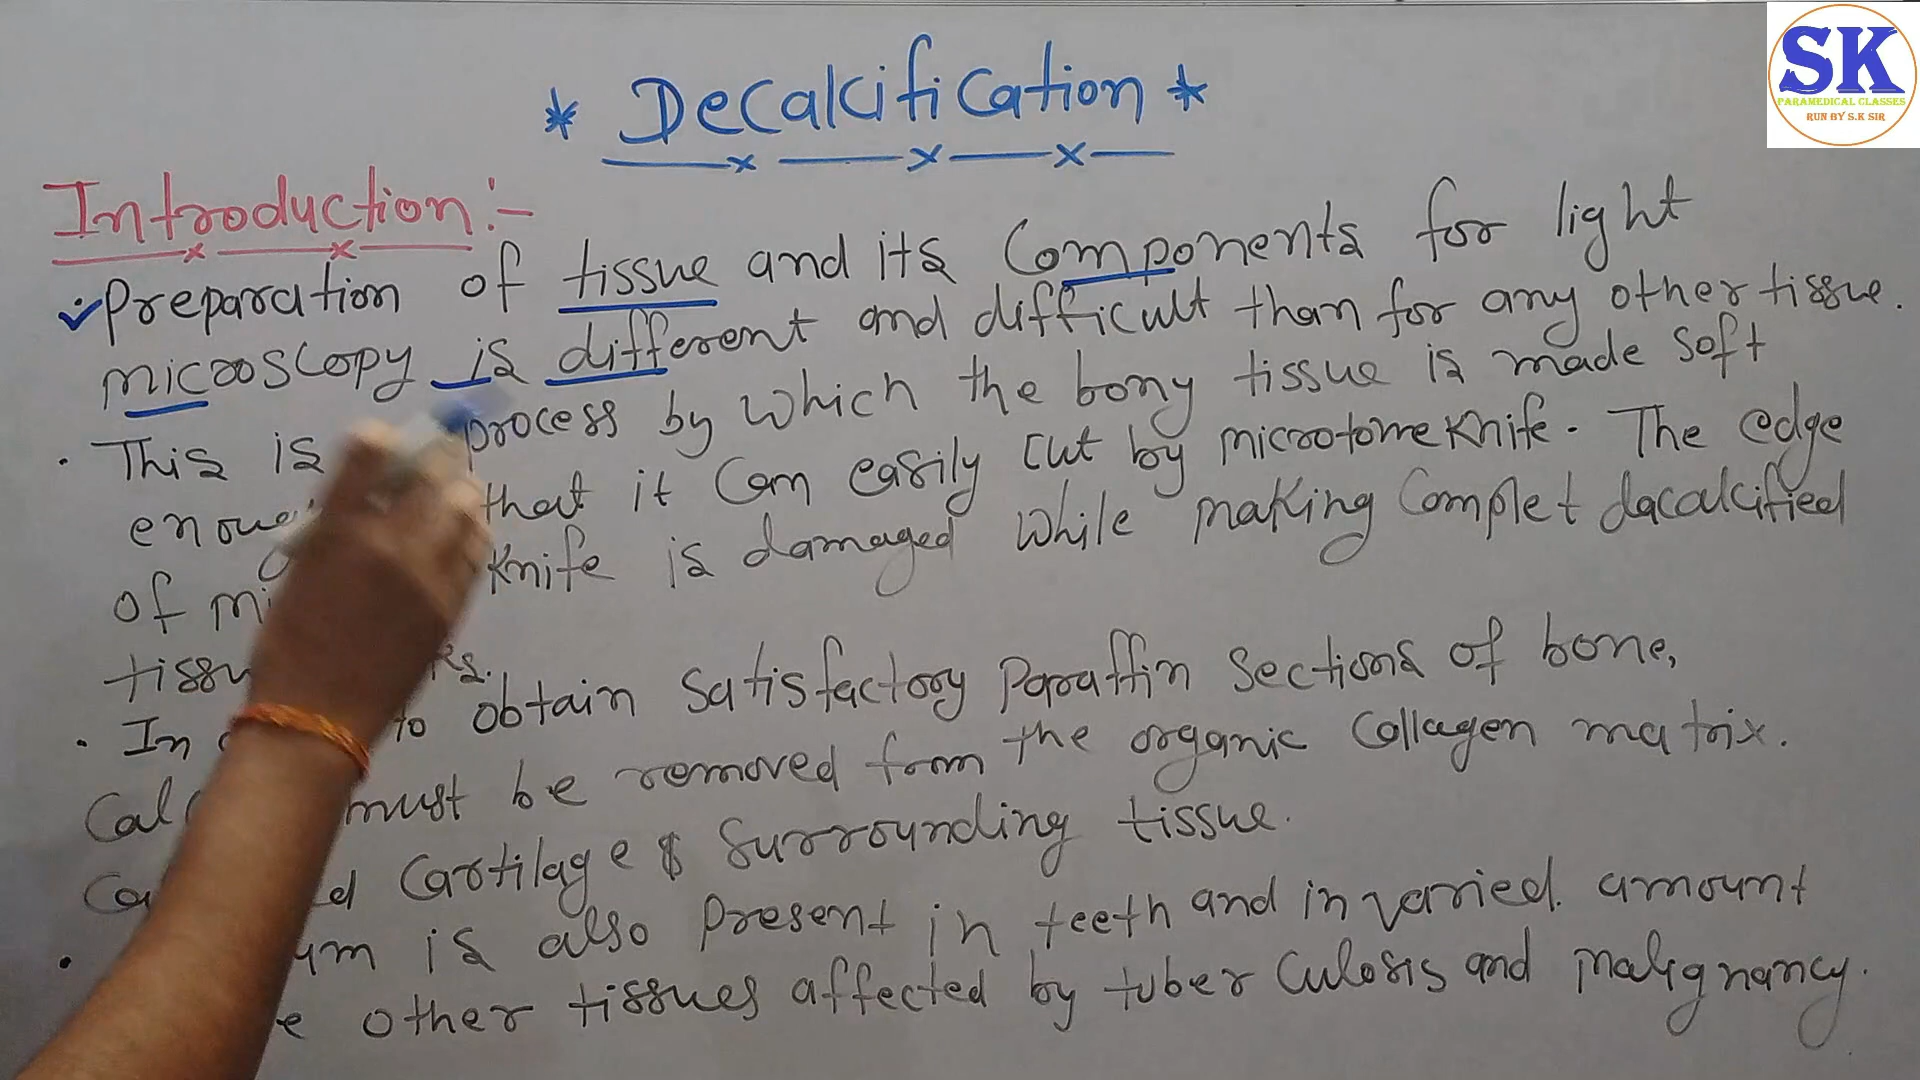 * Decalcification *
SK
PARAMEDICAL CLASSES
RUN BY S.K SIR
Introduction:-
Preparation of tissue and its Components for light
microscopy is different and difficult than for any other tissue.
• This is process by which the bony tissue is made soft
that it can easily cut by microtome knife. The edge
of knife is damaged while making Complet dacalcified
• In to obtain satisfactory Paraffin Sections of bone,
must be removed from the organic Collagen matrix.
Cartilage & Surrounding tissue.
• is also present in teeth and in varied. amount
other tissues affected by tuber culosis and malignancy.